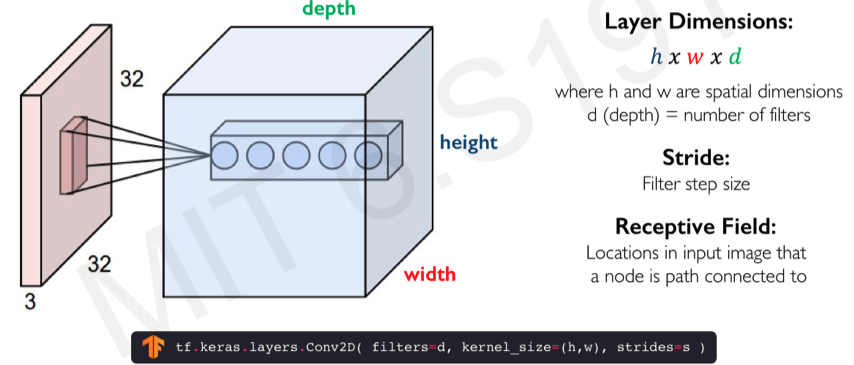 depth
32
height
32
width
3
Layer Dimensions:
h x w x d
where h and w are spatial dimensions
d (depth) = number of filters
Stride:
Filter step size
Receptive Field:
Locations in input image that
a node is path connected to
tf.keras.layers.Conv2D( filters=d, kernel_size=(h,w), strides=s )
MIT 6.S191